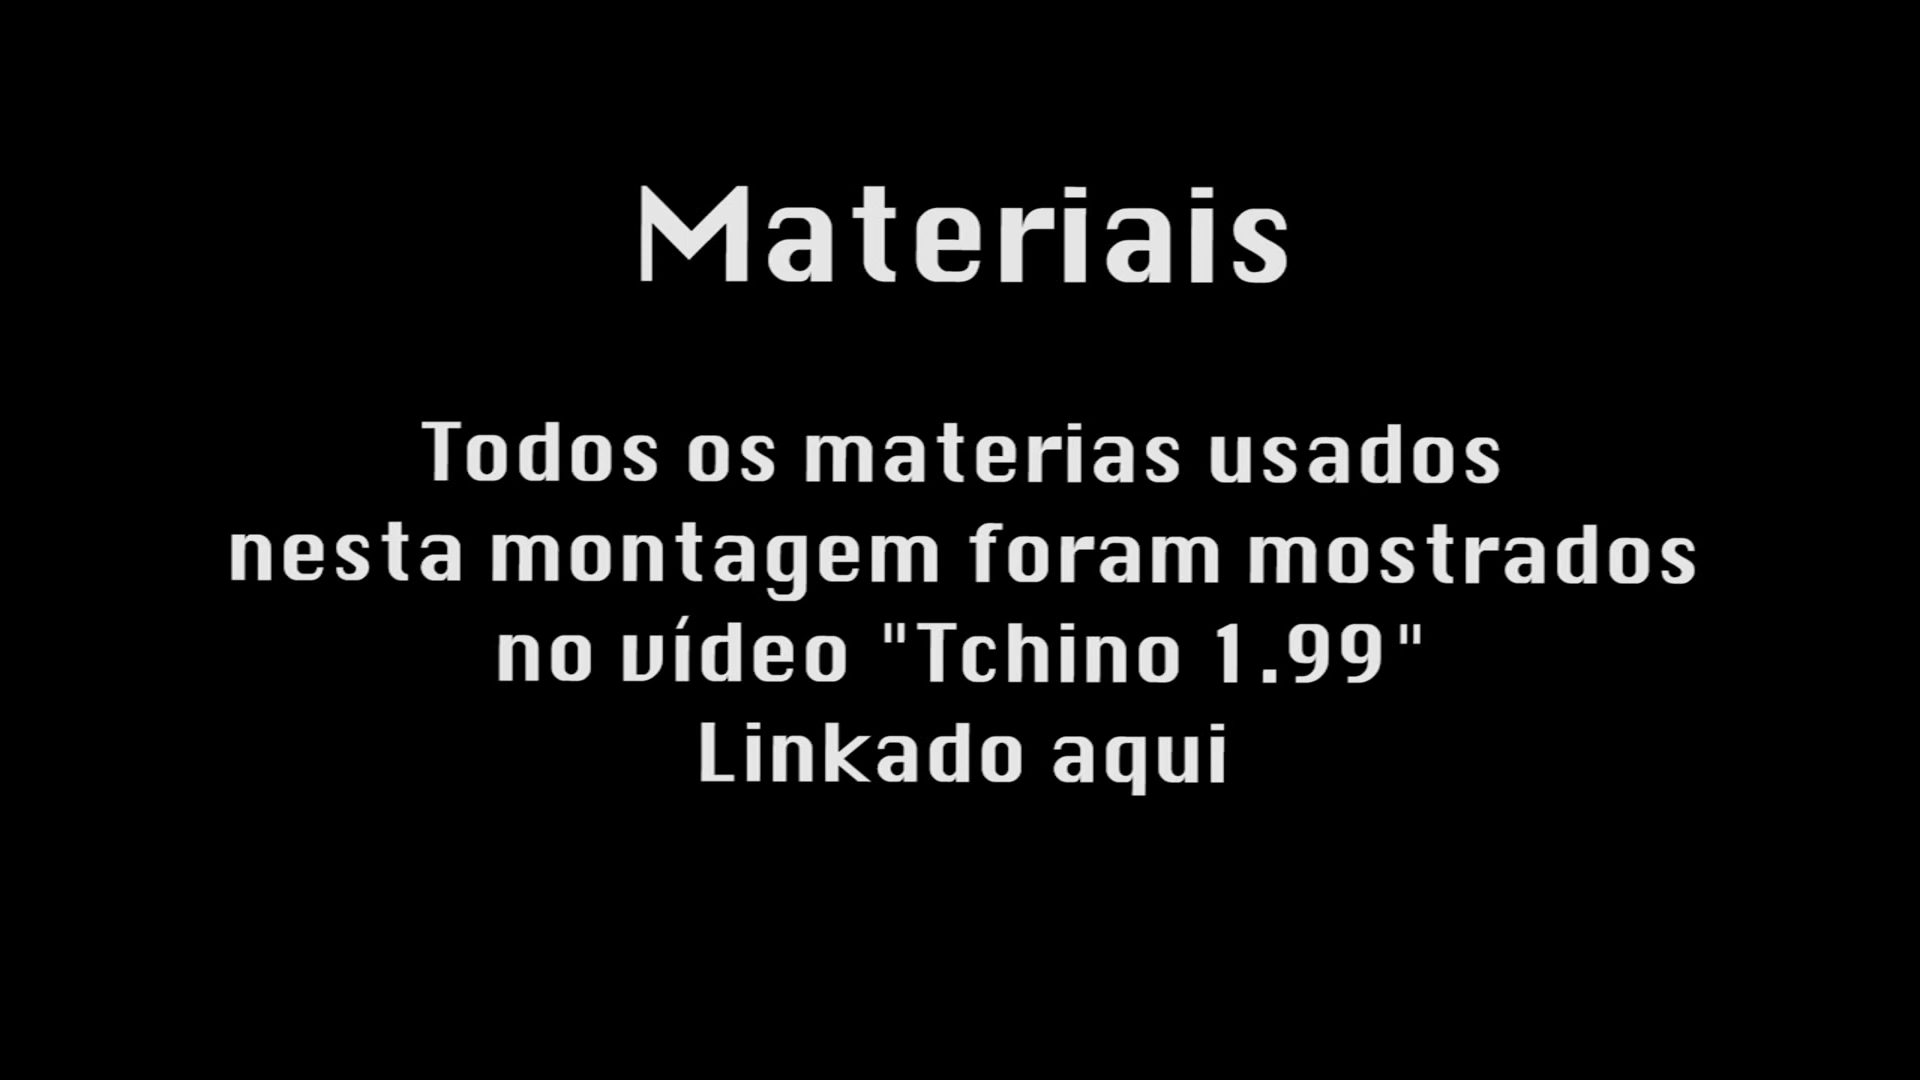 Materiais
Todos os materias usados
nesta montagem foram mostrados
no vídeo "Tchino 1.99"
Linkado aqui